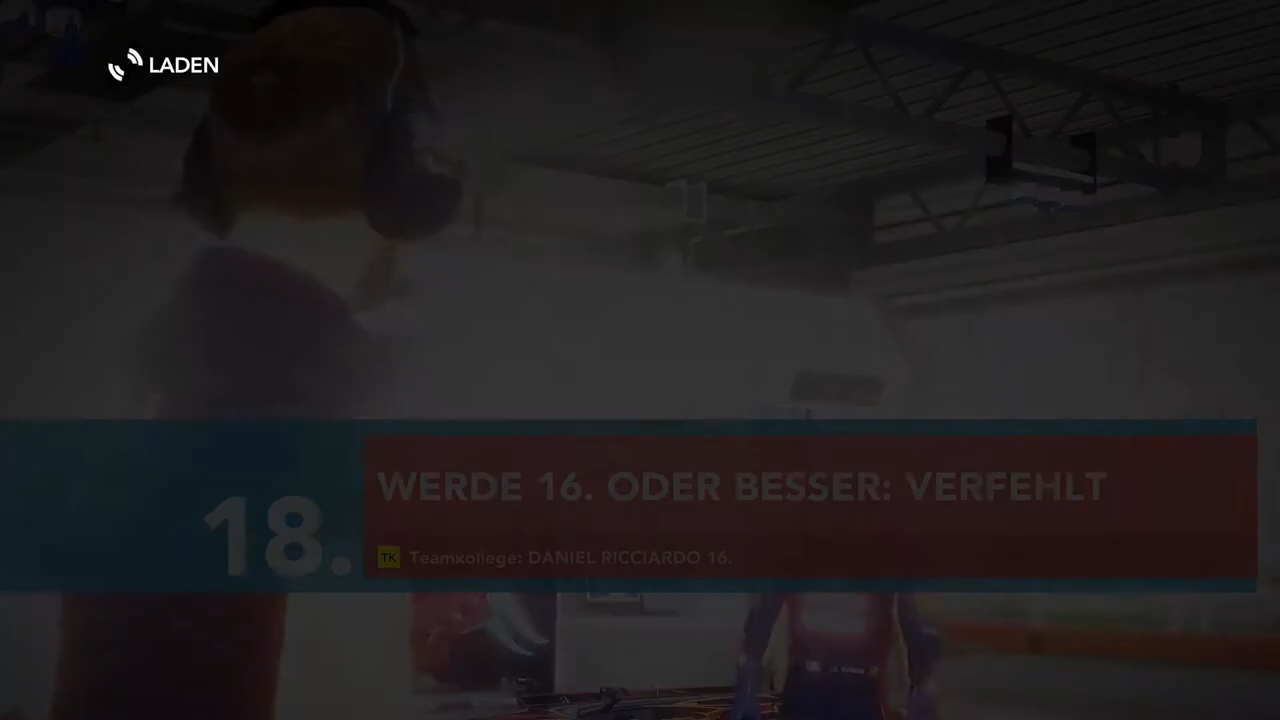 LADEN
18.
WERDE 16. ODER BESSER: VERFEHLT
TK Teamkollege: DANIEL RICCIARDO 16.